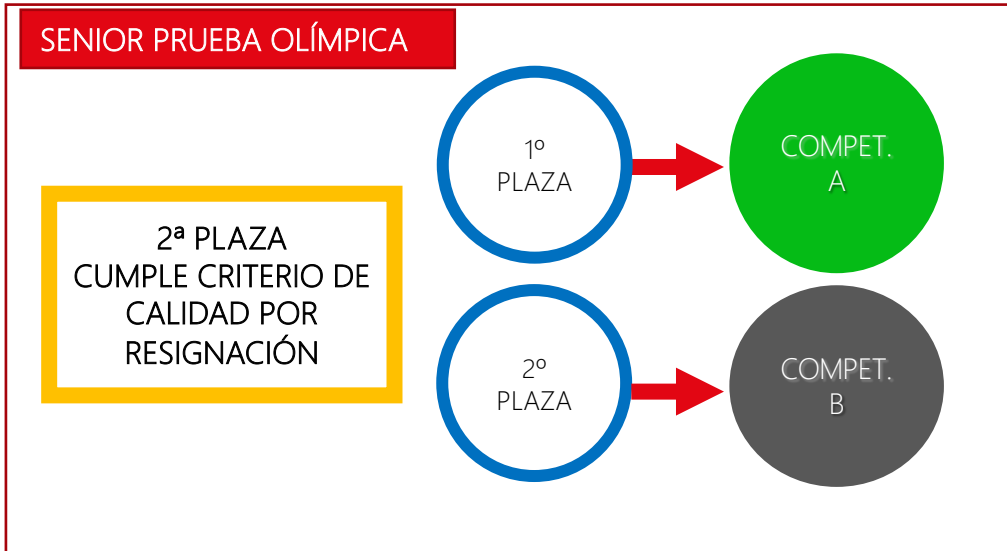 SENIOR PRUEBA OLÍMPICA
1º
PLAZA
COMPET.
A
2ª PLAZA
CUMPLE CRITERIO DE
CALIDAD POR
RESIGNACIÓN
2º
PLAZA
COMPET.
B